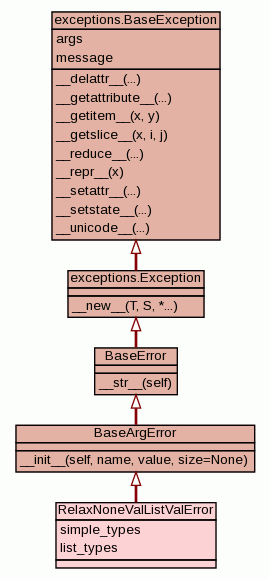 exceptions.BaseException
args
message
__delattr__(...)
__getattribute__(...)
__getitem__(x, y)
__getslice__(x, i, j)
__reduce__(...)
__repr__(x)
__setattr__(...)
__setstate__(...)
__unicode__(...)
exceptions.Exception
__new__(T, S, *...)
BaseError
__str__(self)
BaseArgError
__init__(self, name, value, size=None)
RelaxNoneValListValError
simple_types
list_types